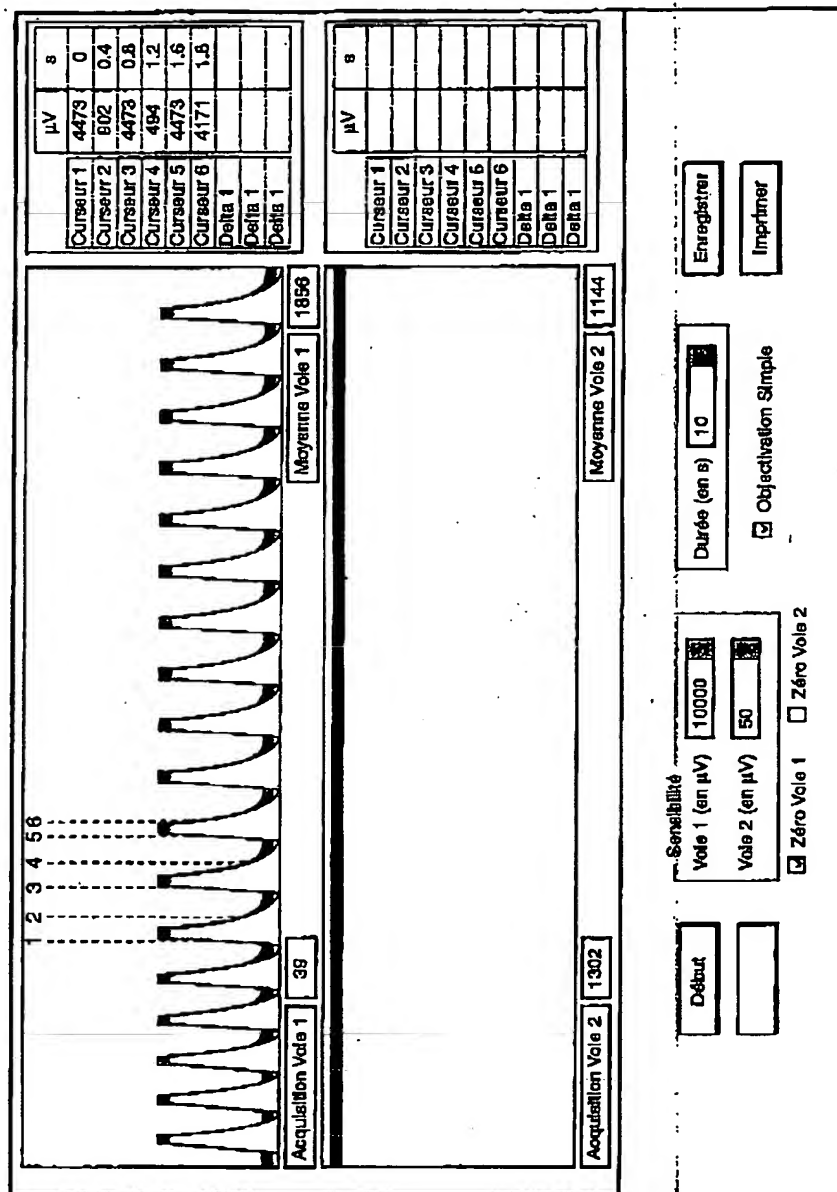 1 2 3 4 5 6
µV s
Curseur 1 4473 0
Curseur 2 802 0.4
Curseur 3 4473 0.8
Curseur 4 494 1.2
Curseur 5 4473 1.6
Curseur 6 4171 1.8
Delta 1
Delta 1
Delta 1
Acquisition Voie 1 39
Moyenne Voie 1 1856
µV s
Curseur 1
Curseur 2
Curseur 3
Curseur 4
Curseur 5
Curseur 6
Delta 1
Delta 1
Delta 1
Acquisition Voie 2 1302
Moyenne Voie 2 1144
Début
Sensibilité
Voie 1 (en µV) 10000
Voie 2 (en µV) 50
Zéro Voie 1 Zéro Voie 2
Durée (en s) 10
Objectivation Simple
Enregistrer
Imprimer